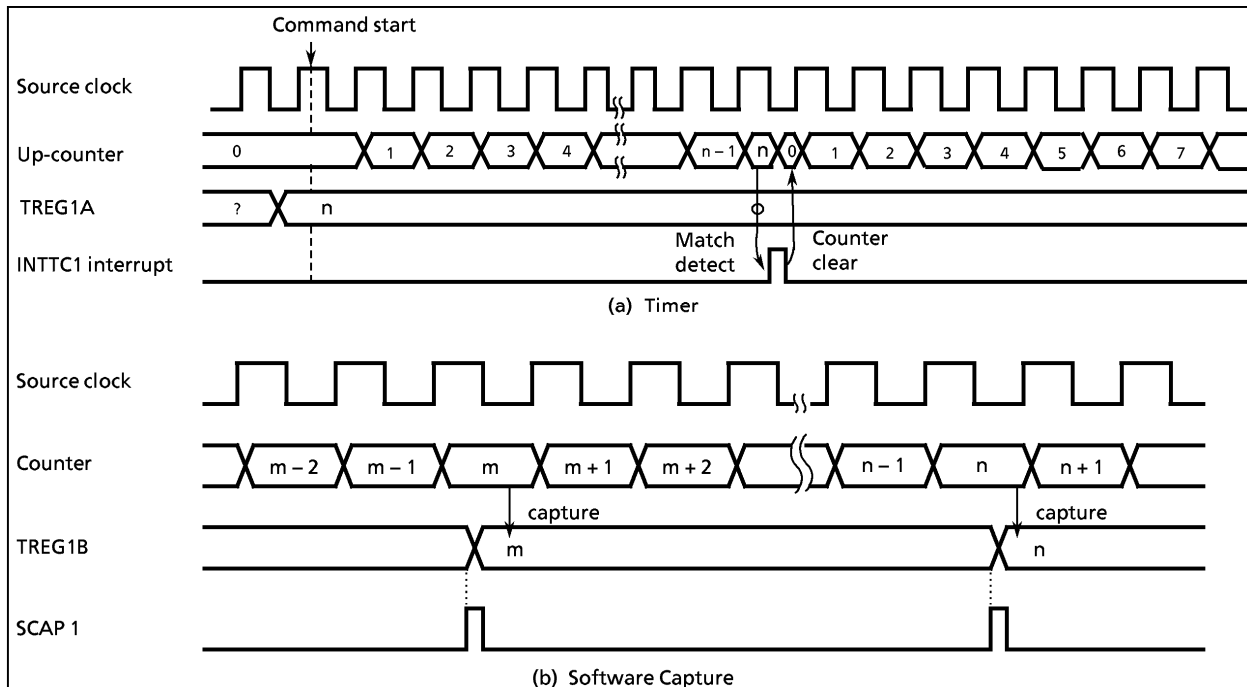 Command start
Source clock
Up-counter 0 1 2 3 4 n – 1 n 0 1 2 3 4 5 6 7
TREG1A ? n
Match detect
Counter clear
INTTC1 interrupt
(a) Timer
Source clock
Counter m – 2 m – 1 m m + 1 m + 2 n – 1 n n + 1
capture capture
TREG1B m n
SCAP 1
(b) Software Capture